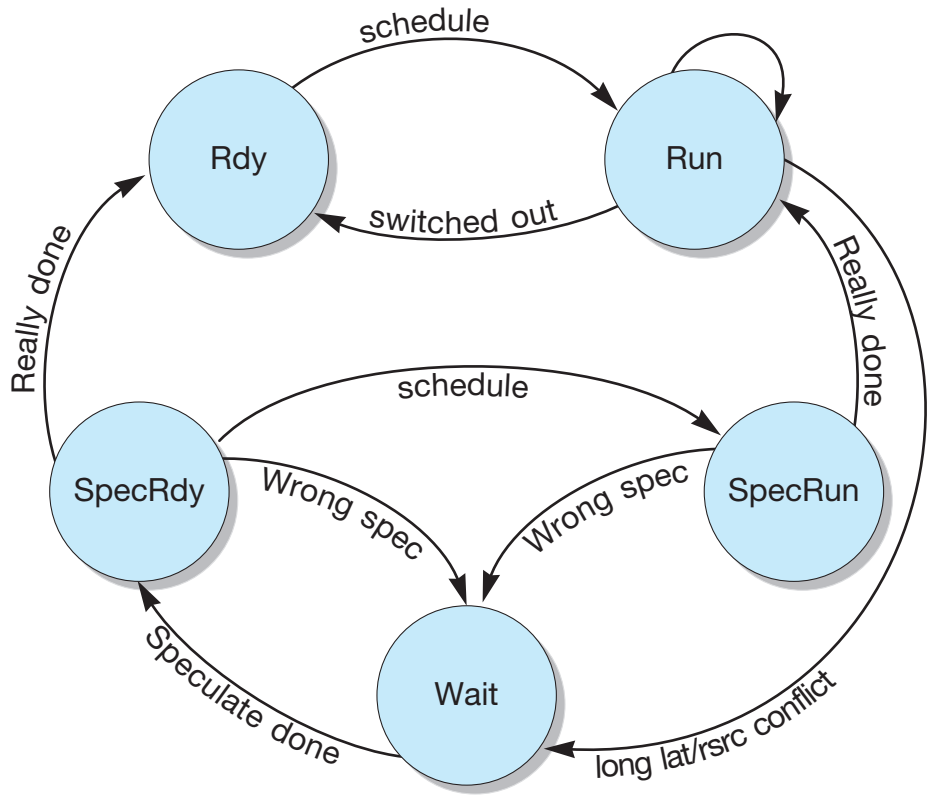 schedule
Rdy
Run
switched out
Really done
Really done
schedule
SpecRdy
Wrong spec
Wrong spec
SpecRun
Speculate done
Wait
long lat/rsrc conflict